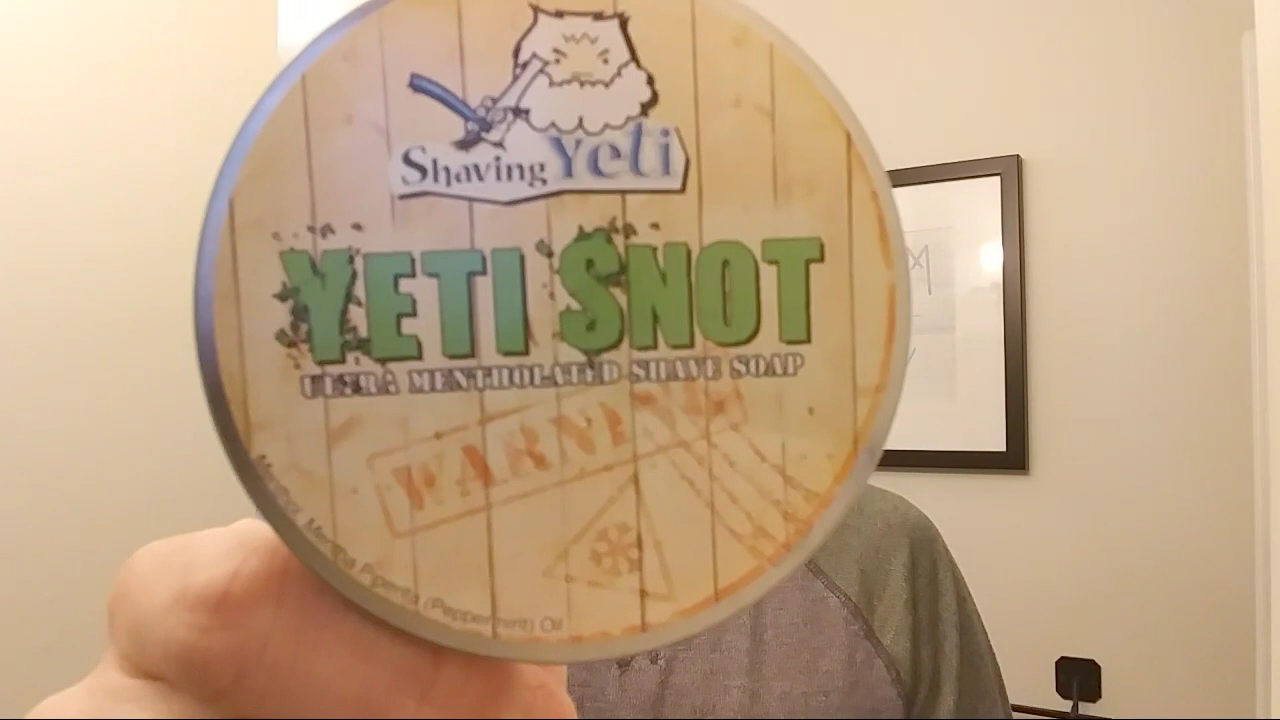 Shaving Yeti
YETI SNOT
ULTRA MENTHOLATED SHAVE SOAP
WARNING
Mentha Piperita (Peppermint) Oil